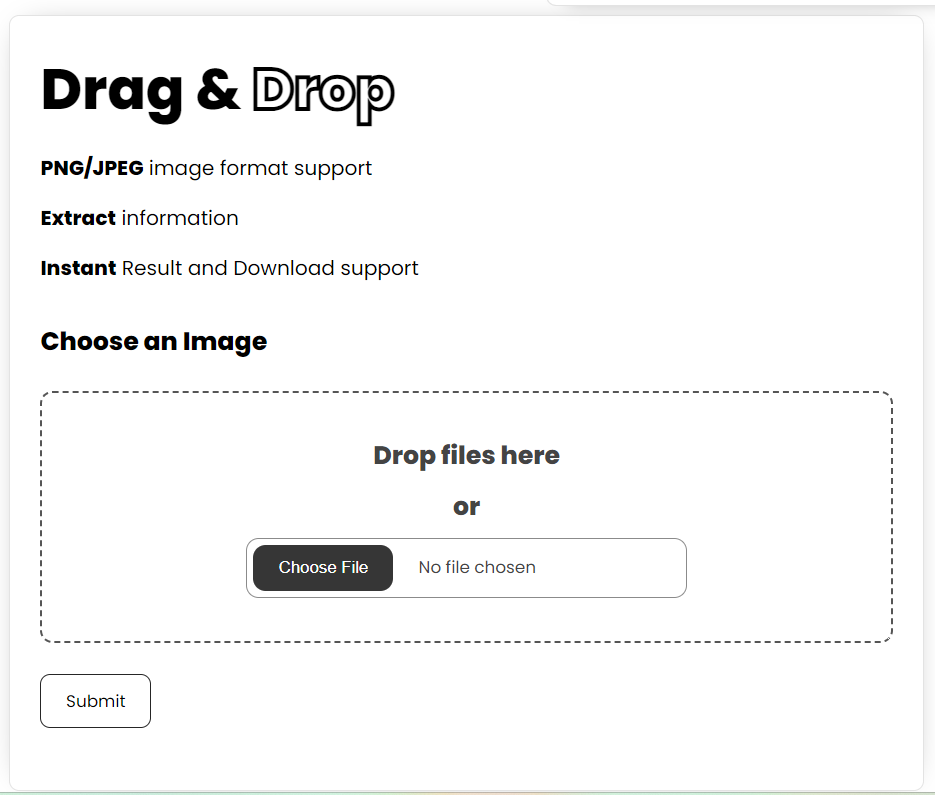 Drag & Drop
PNG/JPEG image format support
Extract information
Instant Result and Download support
Choose an Image
Drop files here
or
Choose File No file chosen
Submit